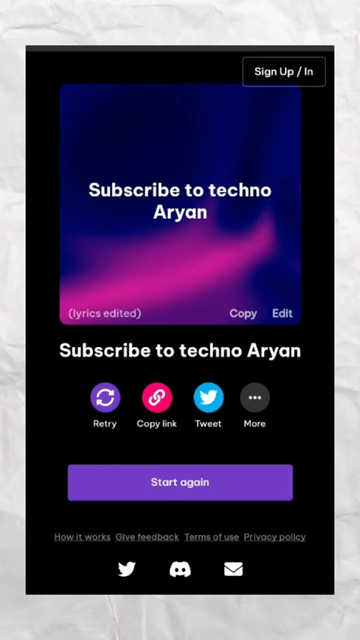 Sign Up / In
Subscribe to techno
Aryan
(lyrics edited) Copy Edit
Subscribe to techno Aryan
Retry Copy link Tweet More
Start again
How it works Give feedback Terms of use Privacy policy